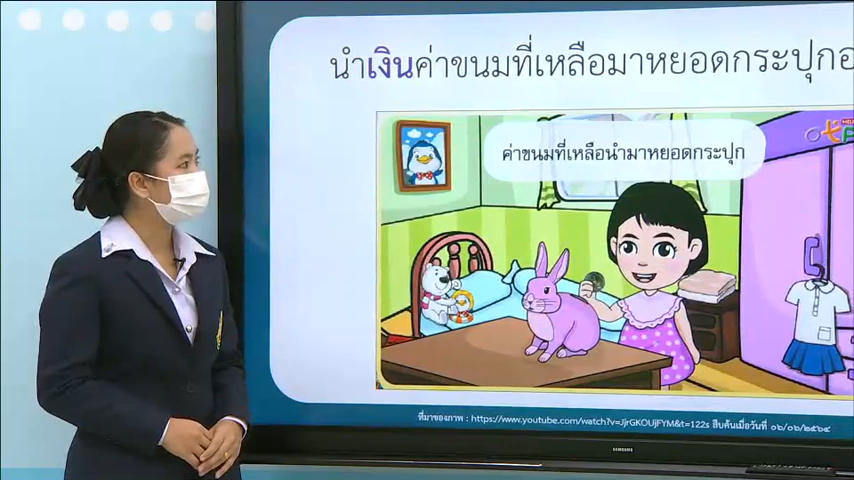 นำเงินค่าขนมที่เหลือมาหยอดกระปุกอ
ค่าขนมที่เหลือนำมาหยอดกระปุก
ที่มาของภาพ : https://www.youtube.com/watch?v=JjrGKOUjfYM&t=122s สืบค้นเมื่อวันที่ ๐๖/๐๖/๒๕๖๔
SAMSUNG